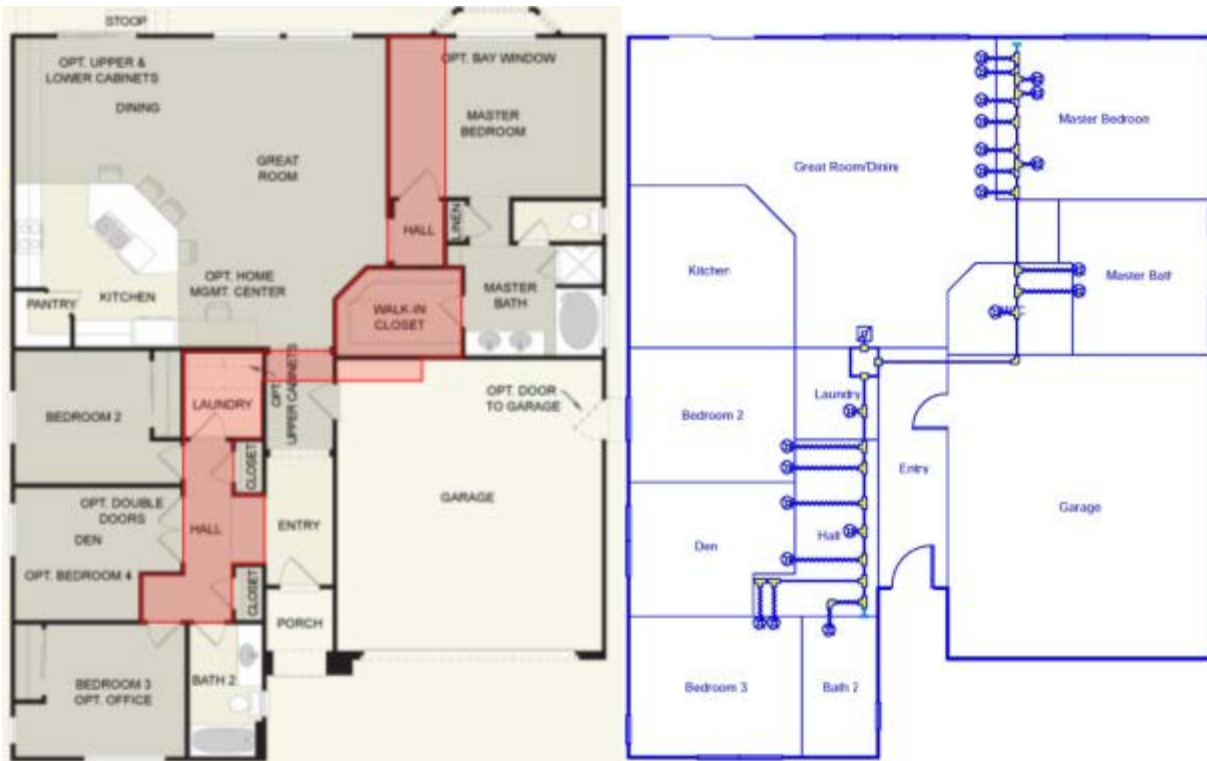 STOOP
OPT. UPPER &
LOWER CABINETS
DINING
OPT. BAY WINDOW
MASTER
BEDROOM
GREAT
ROOM
HALL
LINEN
OPT. HOME
MGMT. CENTER
KITCHEN
PANTRY
WALK-IN
CLOSET
MASTER
BATH
BEDROOM 2
LAUNDRY
OPT.
UPPER CABINETS
OPT. DOOR
TO GARAGE
CLOSET
OPT. DOUBLE
DOORS
DEN
OPT. BEDROOM 4
HALL
ENTRY
GARAGE
CLOSET
PORCH
BEDROOM 3
OPT. OFFICE
BATH 2
Master Bedroom
Great Room/Dining
Kitchen
Master Bath
Bedroom 2
Laundry
Entry
Garage
Den
Hall
Bedroom 3
Bath 2